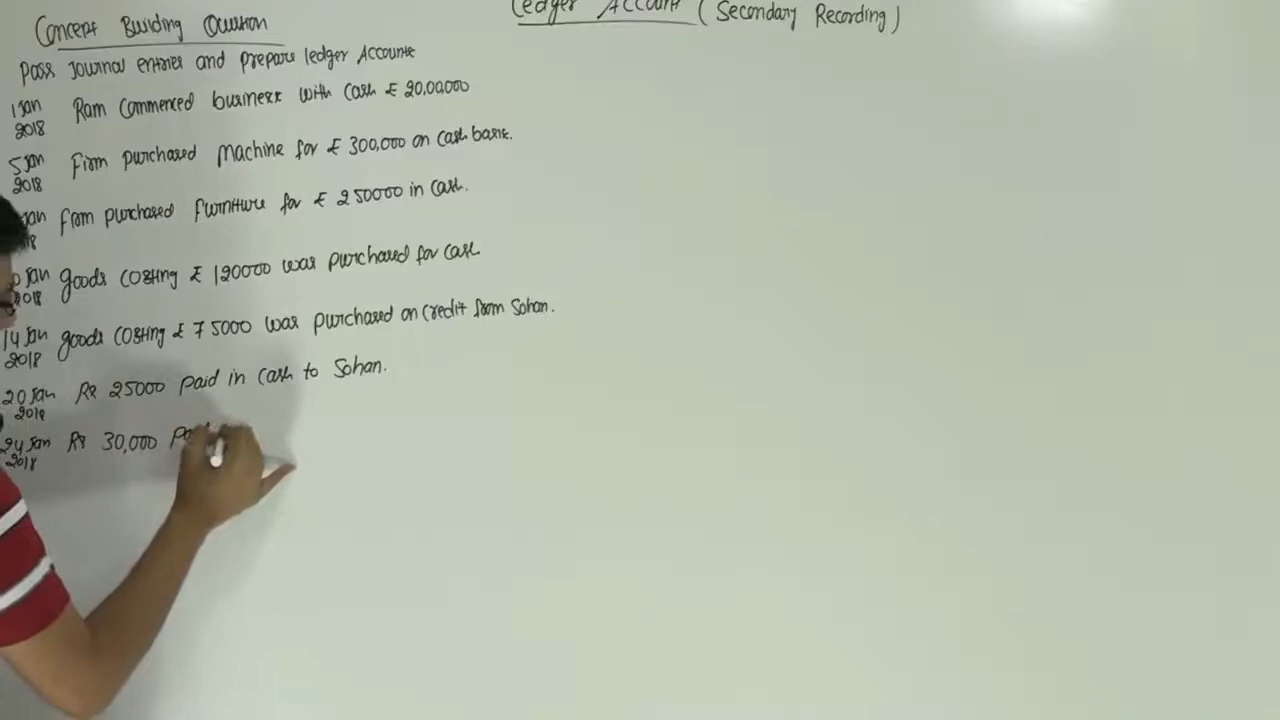 Ledger Account (Secondary Recording)
Concept Building Question
Pass Journal entries and prepare ledger Accounts
1 Jan 2018 Ram Commenced business with Cash ₹ 20,00000
5 Jan 2018 Firm purchased Machine for ₹ 300,000 on cash basis.
Jan firm purchased furniture for ₹ 250000 in cash.
Jan 2018 goods costing ₹ 120000 was purchased for cash
14 Jan 2018 goods costing ₹ 75000 was purchased on credit from Sohan.
20 Jan 2018 Rs 25000 paid in cash to Sohan.
24 Jan 2018 Rs 30,000